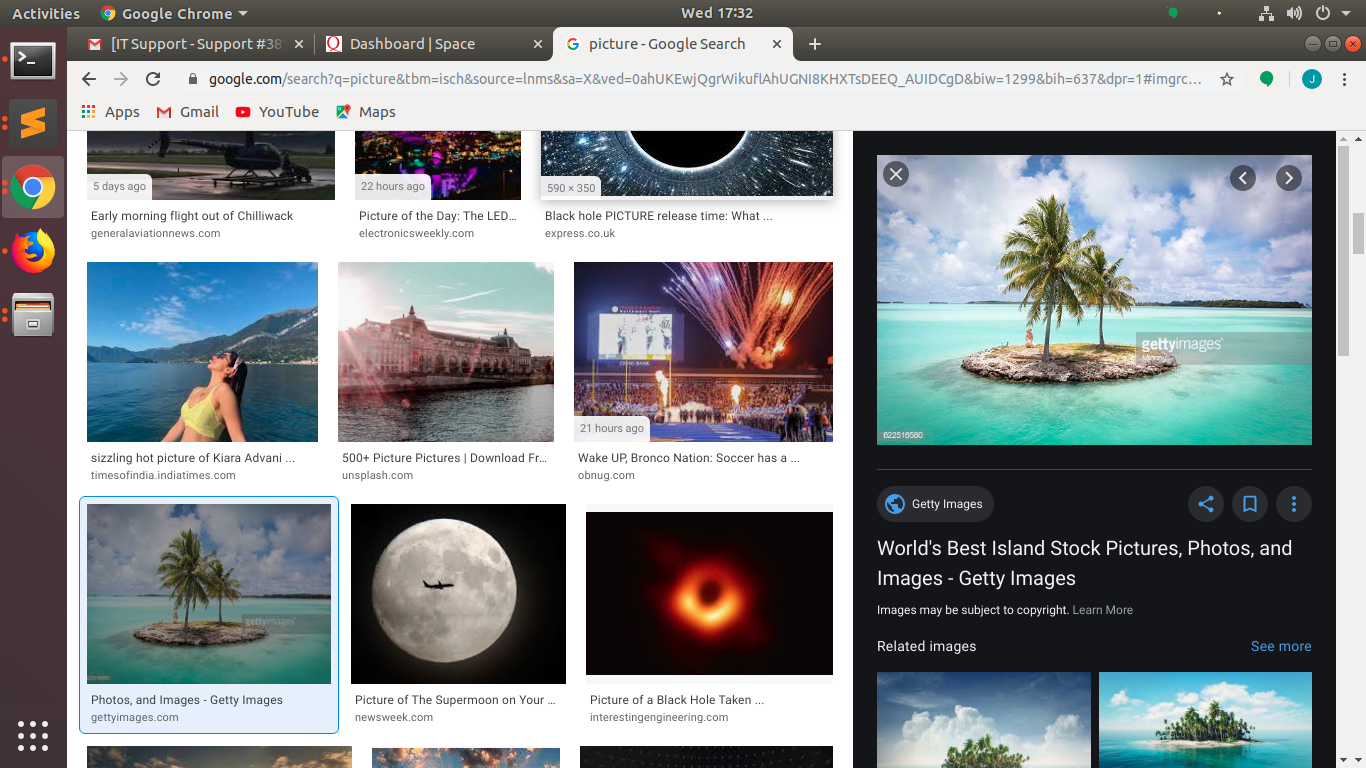 Activities
Google Chrome
Wed 17:32
[IT Support - Support #38
Dashboard | Space
picture - Google Search
google.com/search?q=picture&tbm=isch&source=lnms&sa=X&ved=0ahUKEwjQgrWikuflAhUGNI8KHXTsDEEQ_AUIDCgD&biw=1299&bih=637&dpr=1#imgrc...
J
Apps
Gmail
YouTube
Maps
5 days ago
22 hours ago
590 × 350
Early morning flight out of Chilliwack
generalaviationnews.com
Picture of the Day: The LED...
electronicsweekly.com
Black hole PICTURE release time: What ...
express.co.uk
21 hours ago
sizzling hot picture of Kiara Advani ...
timesofindia.indiatimes.com
500+ Picture Pictures | Download Fr...
unsplash.com
Wake UP, Bronco Nation: Soccer has a ...
obnug.com
gettyimages
Photos, and Images - Getty Images
gettyimages.com
Picture of The Supermoon on Your ...
newsweek.com
Picture of a Black Hole Taken ...
interestingengineering.com
gettyimages
622516580
Getty Images
World's Best Island Stock Pictures, Photos, and
Images - Getty Images
Images may be subject to copyright. Learn More
Related images
See more